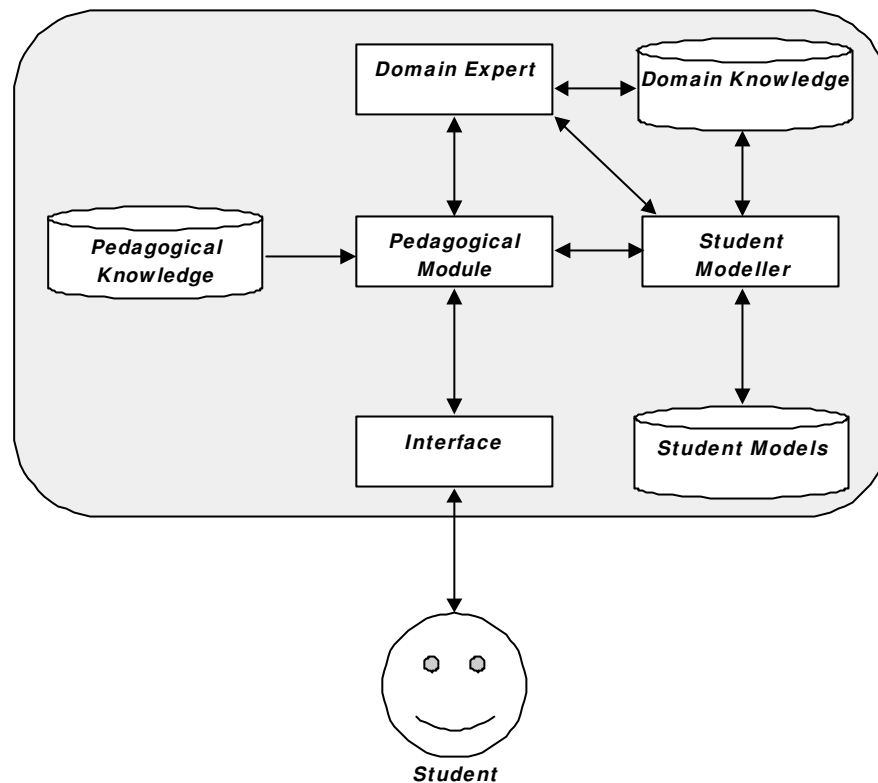 Domain Expert
Domain Knowledge
Pedagogical
Knowledge
Pedagogical
Module
Student
Modeller
Interface
Student Models
Student